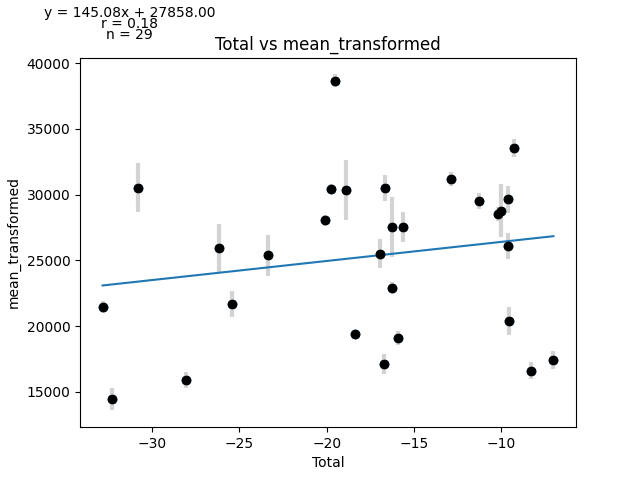 y = 145.08x + 27858.00
r = 0.18
n = 29
Total vs mean_transformed
40000
35000
30000
25000
20000
15000
mean_transformed
−30
−25
−20
−15
−10
Total